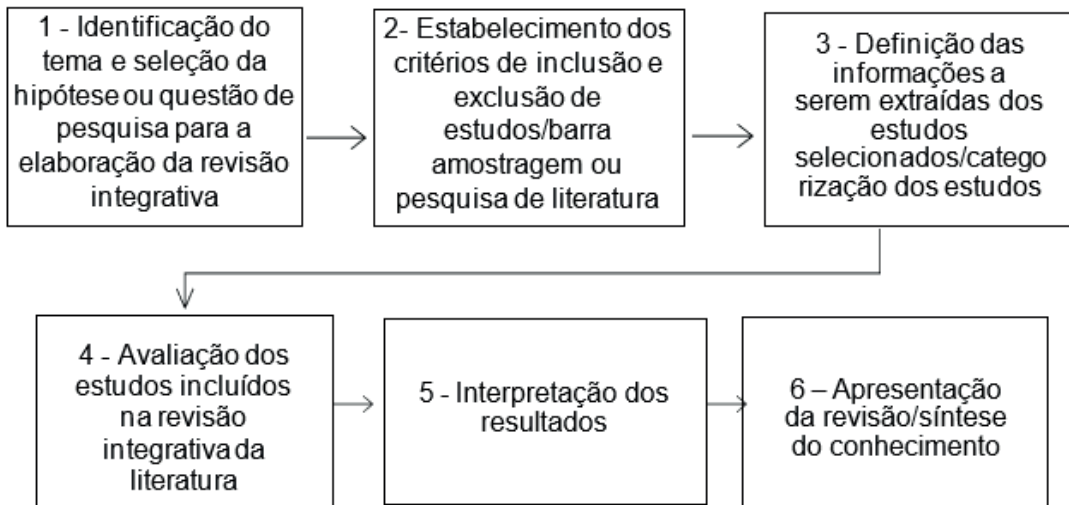 1 - Identificação do
tema e seleção da
hipótese ou questão de
pesquisa para a
elaboração da revisão
integrativa
2- Estabelecimento dos
critérios de inclusão e
exclusão de
estudos/barra
amostragem ou
pesquisa de literatura
3 - Definição das
informações a
serem extraídas dos
estudos
selecionados/catego
rização dos estudos
4 - Avaliação dos
estudos incluídos
na revisão
integrativa da
literatura
5 - Interpretação dos
resultados
6 – Apresentação
da revisão/síntese
do conhecimento